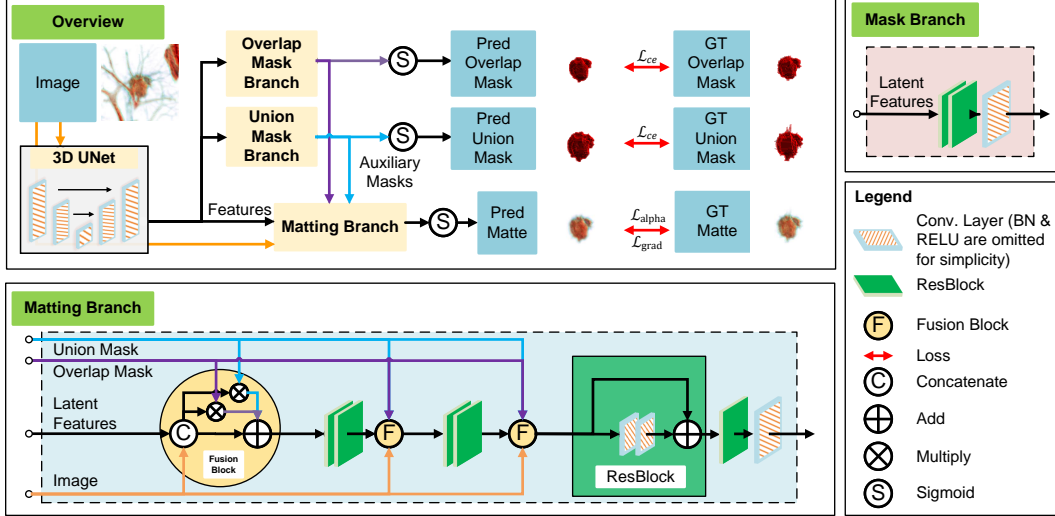 Overview
Image
3D UNet
Features
Overlap
Mask
Branch
Union
Mask
Branch
Matting Branch
Auxiliary
Masks
S
S
S
Pred
Overlap
Mask
Pred
Union
Mask
Pred
Matte
ℒce
ℒce
ℒalpha
ℒgrad
GT
Overlap
Mask
GT
Union
Mask
GT
Matte
Mask Branch
Latent
Features
Legend
Conv. Layer (BN &
RELU are omitted
for simplicity)
ResBlock
F Fusion Block
Loss
C Concatenate
Add
Multiply
S Sigmoid
Matting Branch
Union Mask
Overlap Mask
Latent
Features
Image
C
Fusion
Block
F
F
ResBlock